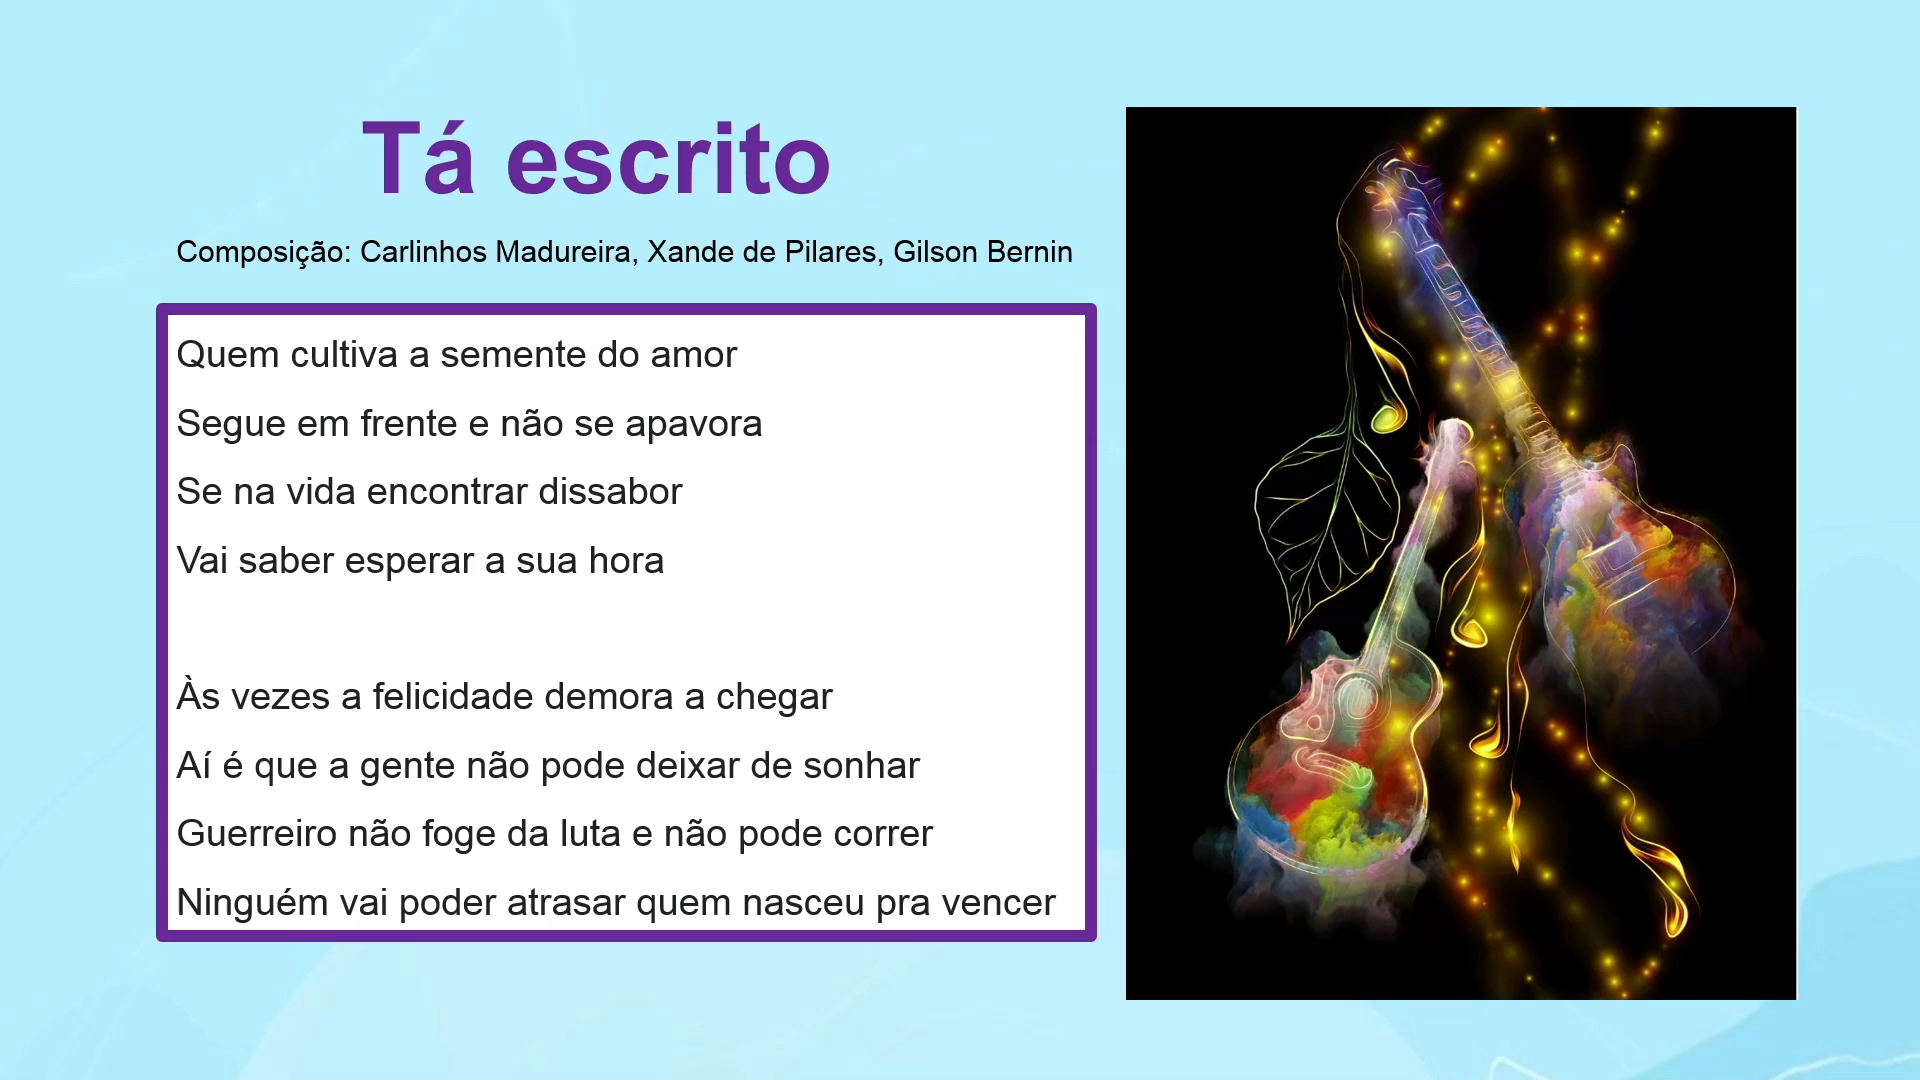 Tá escrito
Composição: Carlinhos Madureira, Xande de Pilares, Gilson Bernin
Quem cultiva a semente do amor
Segue em frente e não se apavora
Se na vida encontrar dissabor
Vai saber esperar a sua hora
Às vezes a felicidade demora a chegar
Aí é que a gente não pode deixar de sonhar
Guerreiro não foge da luta e não pode correr
Ninguém vai poder atrasar quem nasceu pra vencer